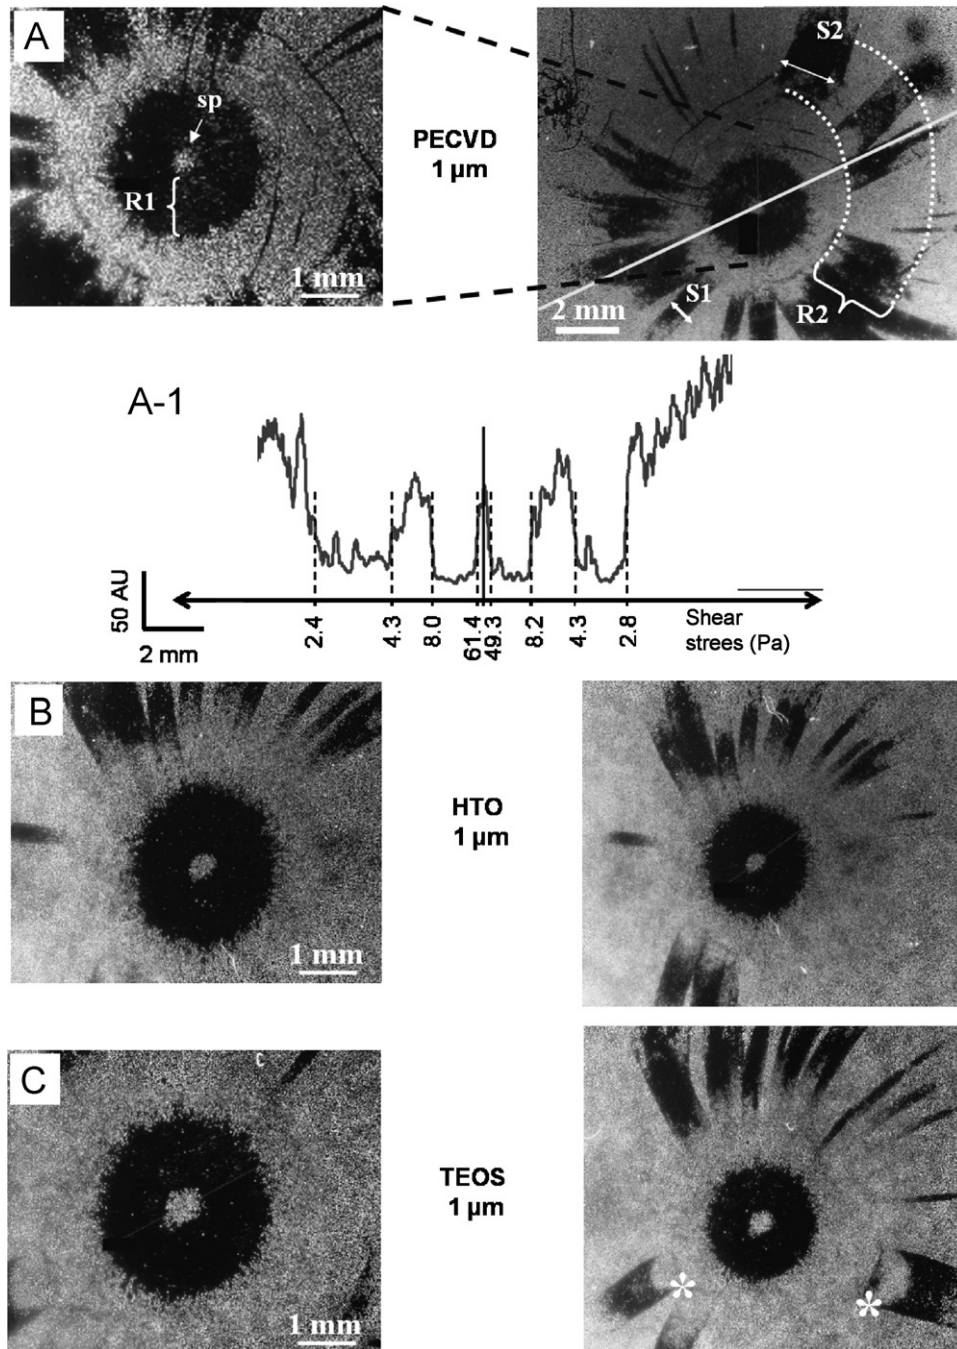 A
sp
R1
1 mm
PECVD
1 µm
S2
S1
R2
2 mm
A-1
50 AU
2 mm
2.4
4.3
8.0
61.4
49.3
8.2
4.3
2.8
Shear
strees (Pa)
B
1 mm
HTO
1 µm
C
1 mm
TEOS
1 µm
*
*